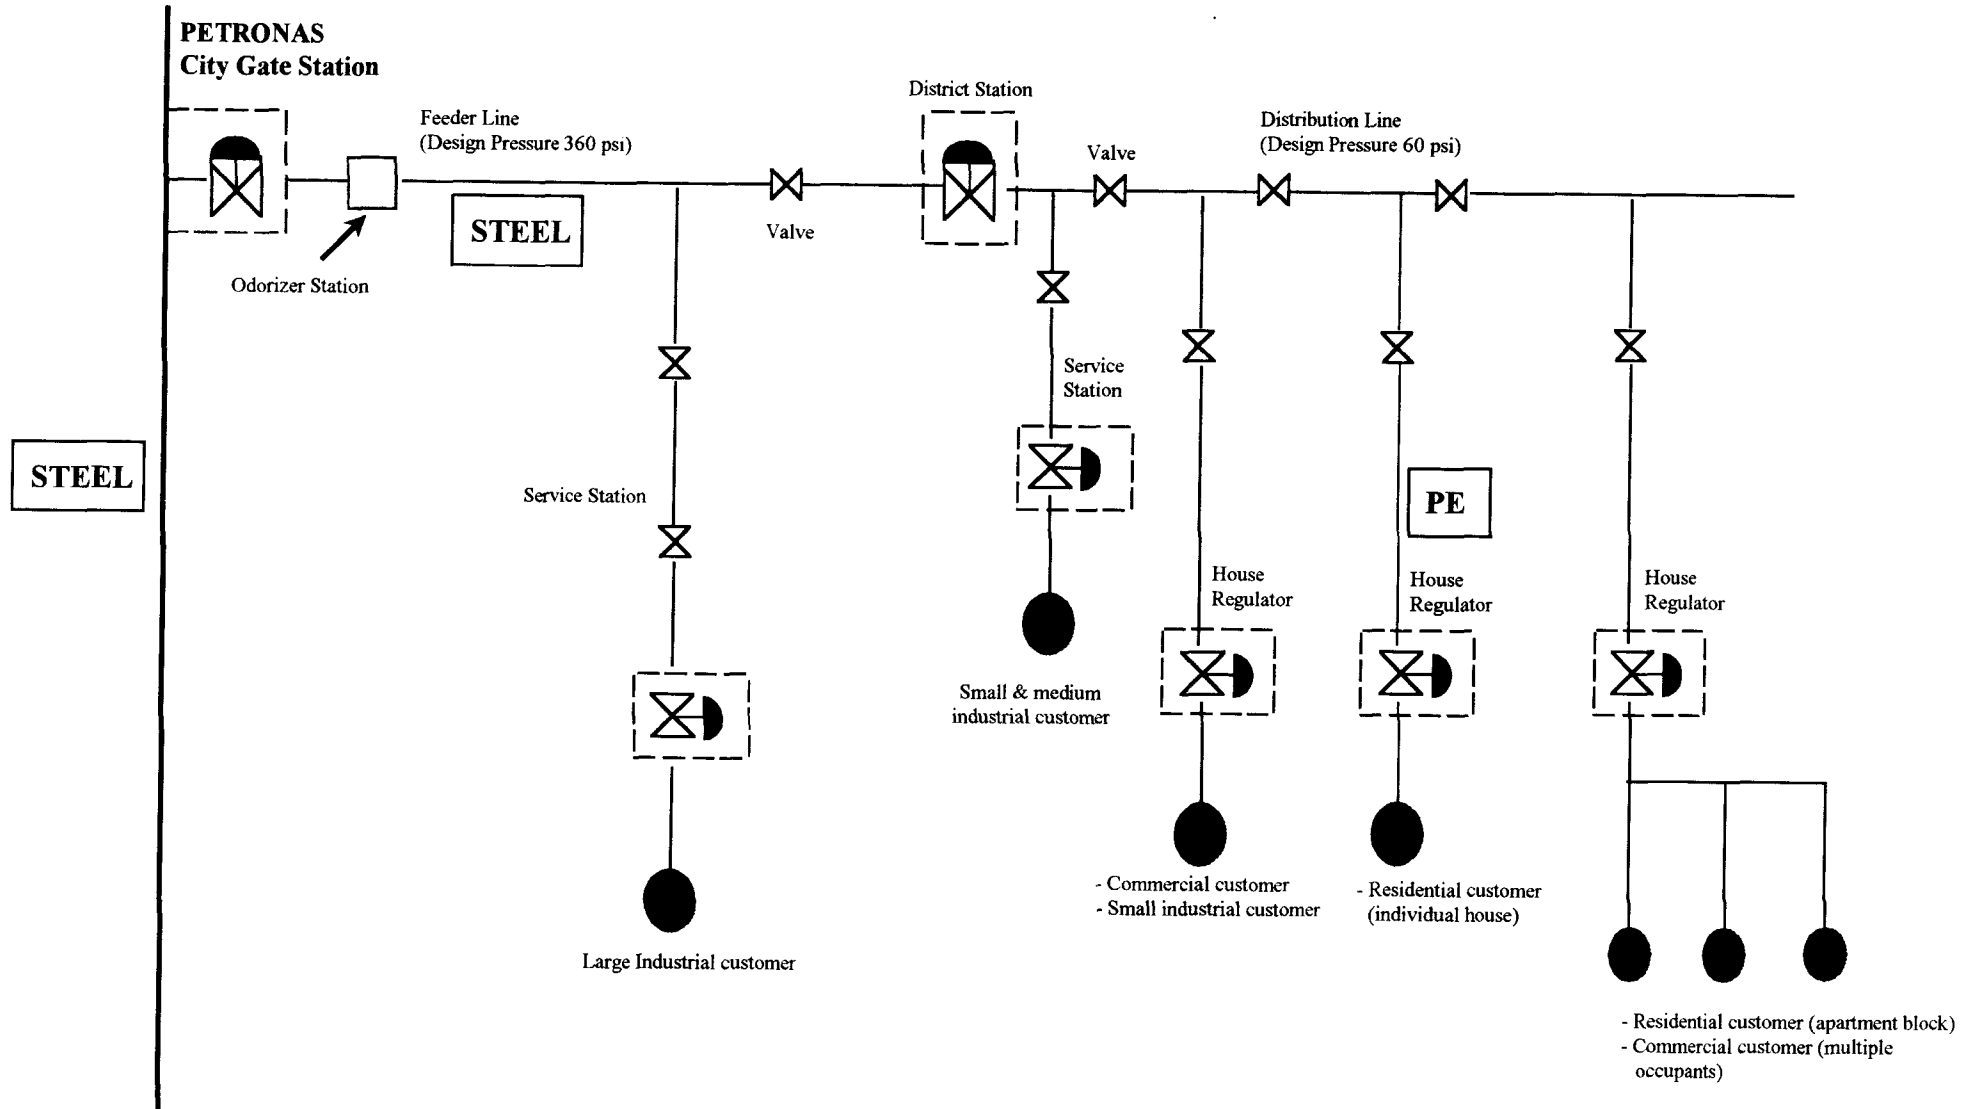 PETRONAS
City Gate Station
District Station
Feeder Line
(Design Pressure 360 psi)
Distribution Line
(Design Pressure 60 psi)
Valve
STEEL
Valve
Odorizer Station
Service
Station
STEEL
Service Station
PE
House
Regulator
House
Regulator
House
Regulator
Small & medium
industrial customer
- Commercial customer
- Small industrial customer
- Residential customer
(individual house)
Large Industrial customer
- Residential customer (apartment block)
- Commercial customer (multiple
occupants)